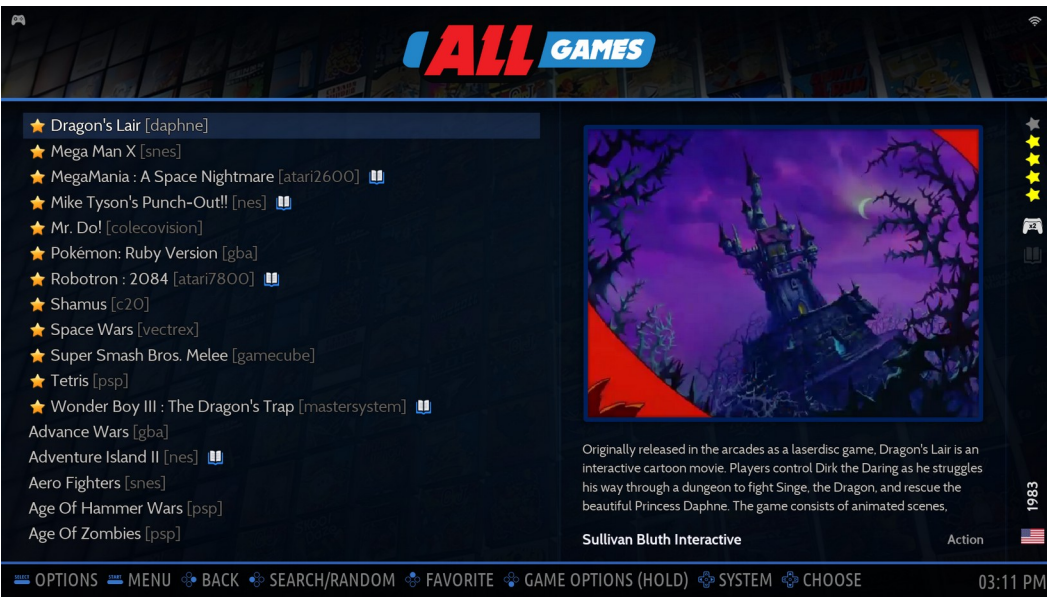 ALL GAMES
Dragon's Lair [daphne]
Mega Man X [snes]
MegaMania : A Space Nightmare [atari2600]
Mike Tyson's Punch-Out!! [nes]
Mr. Do! [colecovision]
Pokémon: Ruby Version [gba]
Robotron : 2084 [atari7800]
Shamus [c20]
Space Wars [vectrex]
Super Smash Bros. Melee [gamecube]
Tetris [psp]
Wonder Boy III : The Dragon's Trap [mastersystem]
Advance Wars [gba]
Adventure Island II [nes]
Aero Fighters [snes]
Age Of Hammer Wars [psp]
Age Of Zombies [psp]
x2
Originally released in the arcades as a laserdisc game, Dragon's Lair is an
interactive cartoon movie. Players control Dirk the Daring as he struggles
his way through a dungeon to fight Singe, the Dragon, and rescue the
beautiful Princess Daphne. The game consists of animated scenes,
1983
Sullivan Bluth Interactive Action
SELECT OPTIONS START MENU BACK SEARCH/RANDOM FAVORITE GAME OPTIONS (HOLD) SYSTEM CHOOSE 03:11 PM